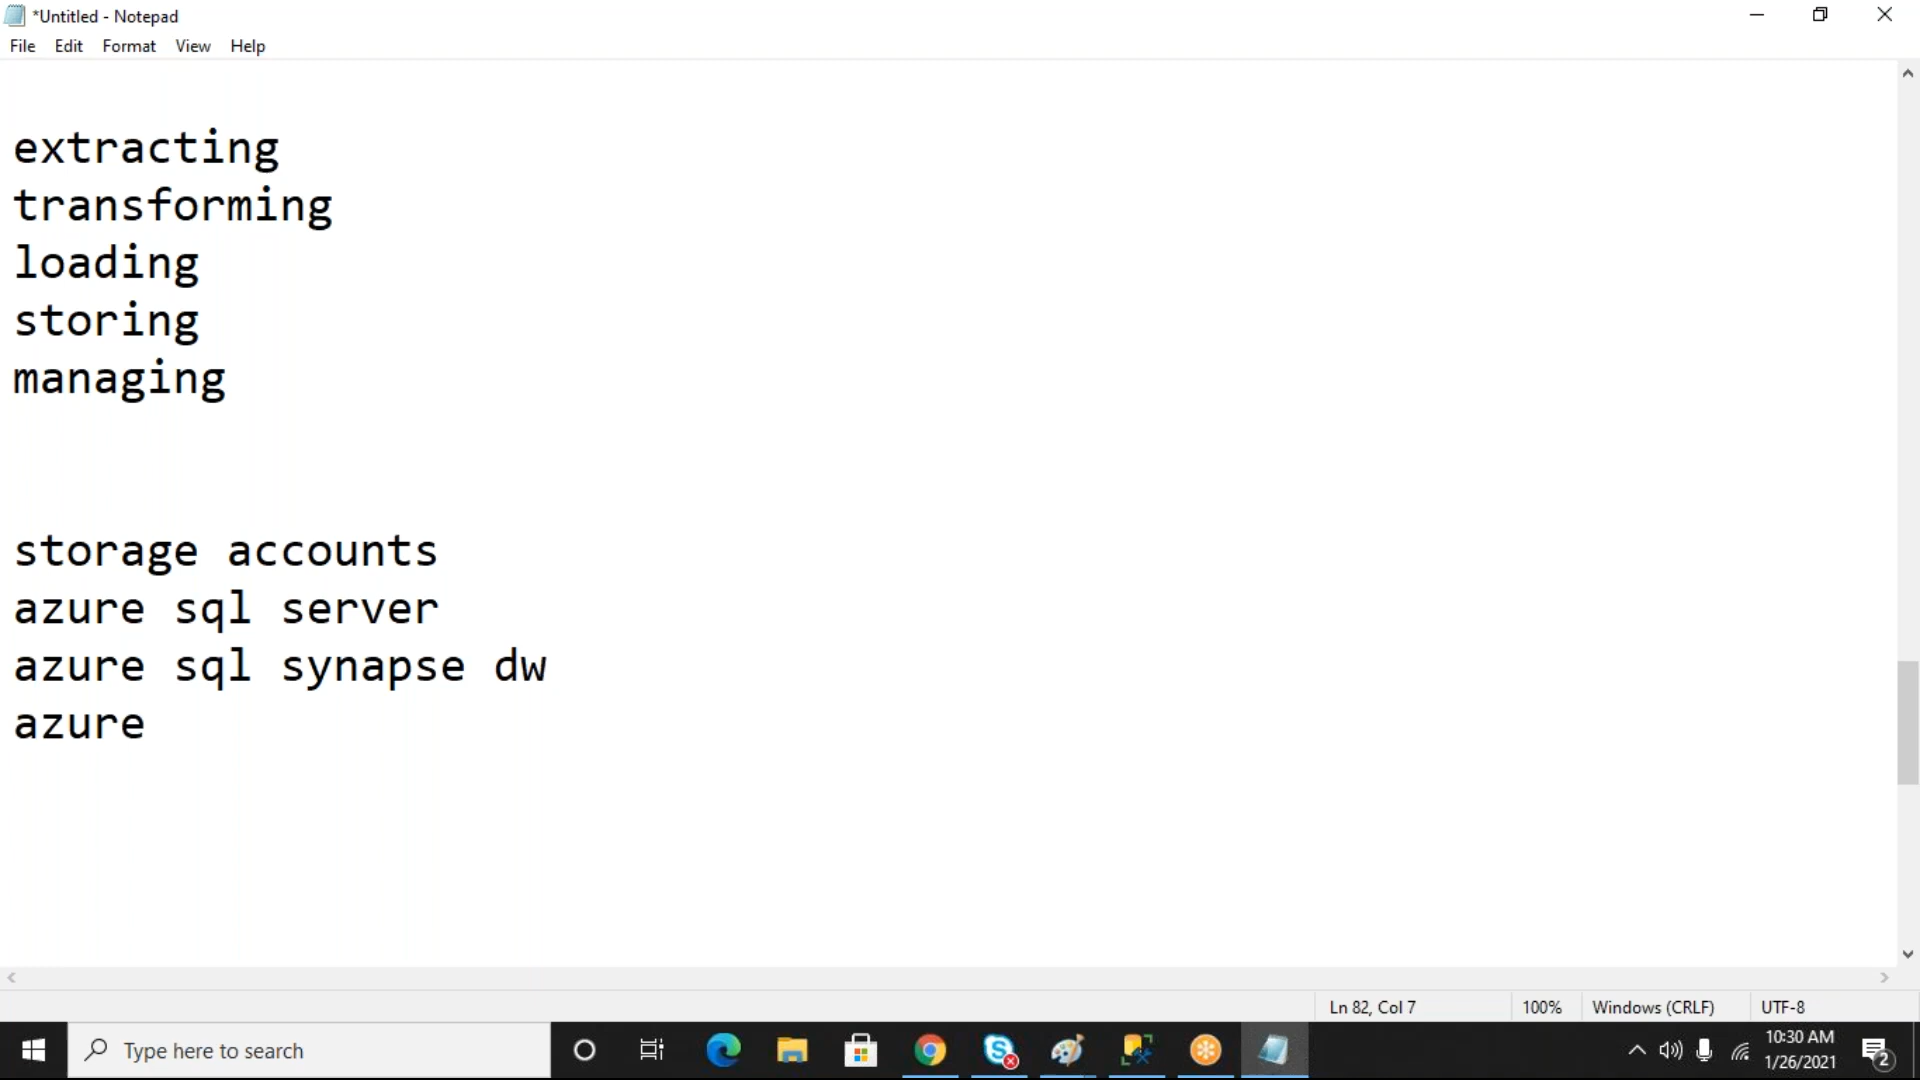 *Untitled - Notepad
File Edit Format View Help
extracting
transforming
loading
storing
managing
storage accounts
azure sql server
azure sql synapse dw
azure
Ln 82, Col 7 100% Windows (CRLF) UTF-8
Type here to search
10:30 AM
1/26/2021
2